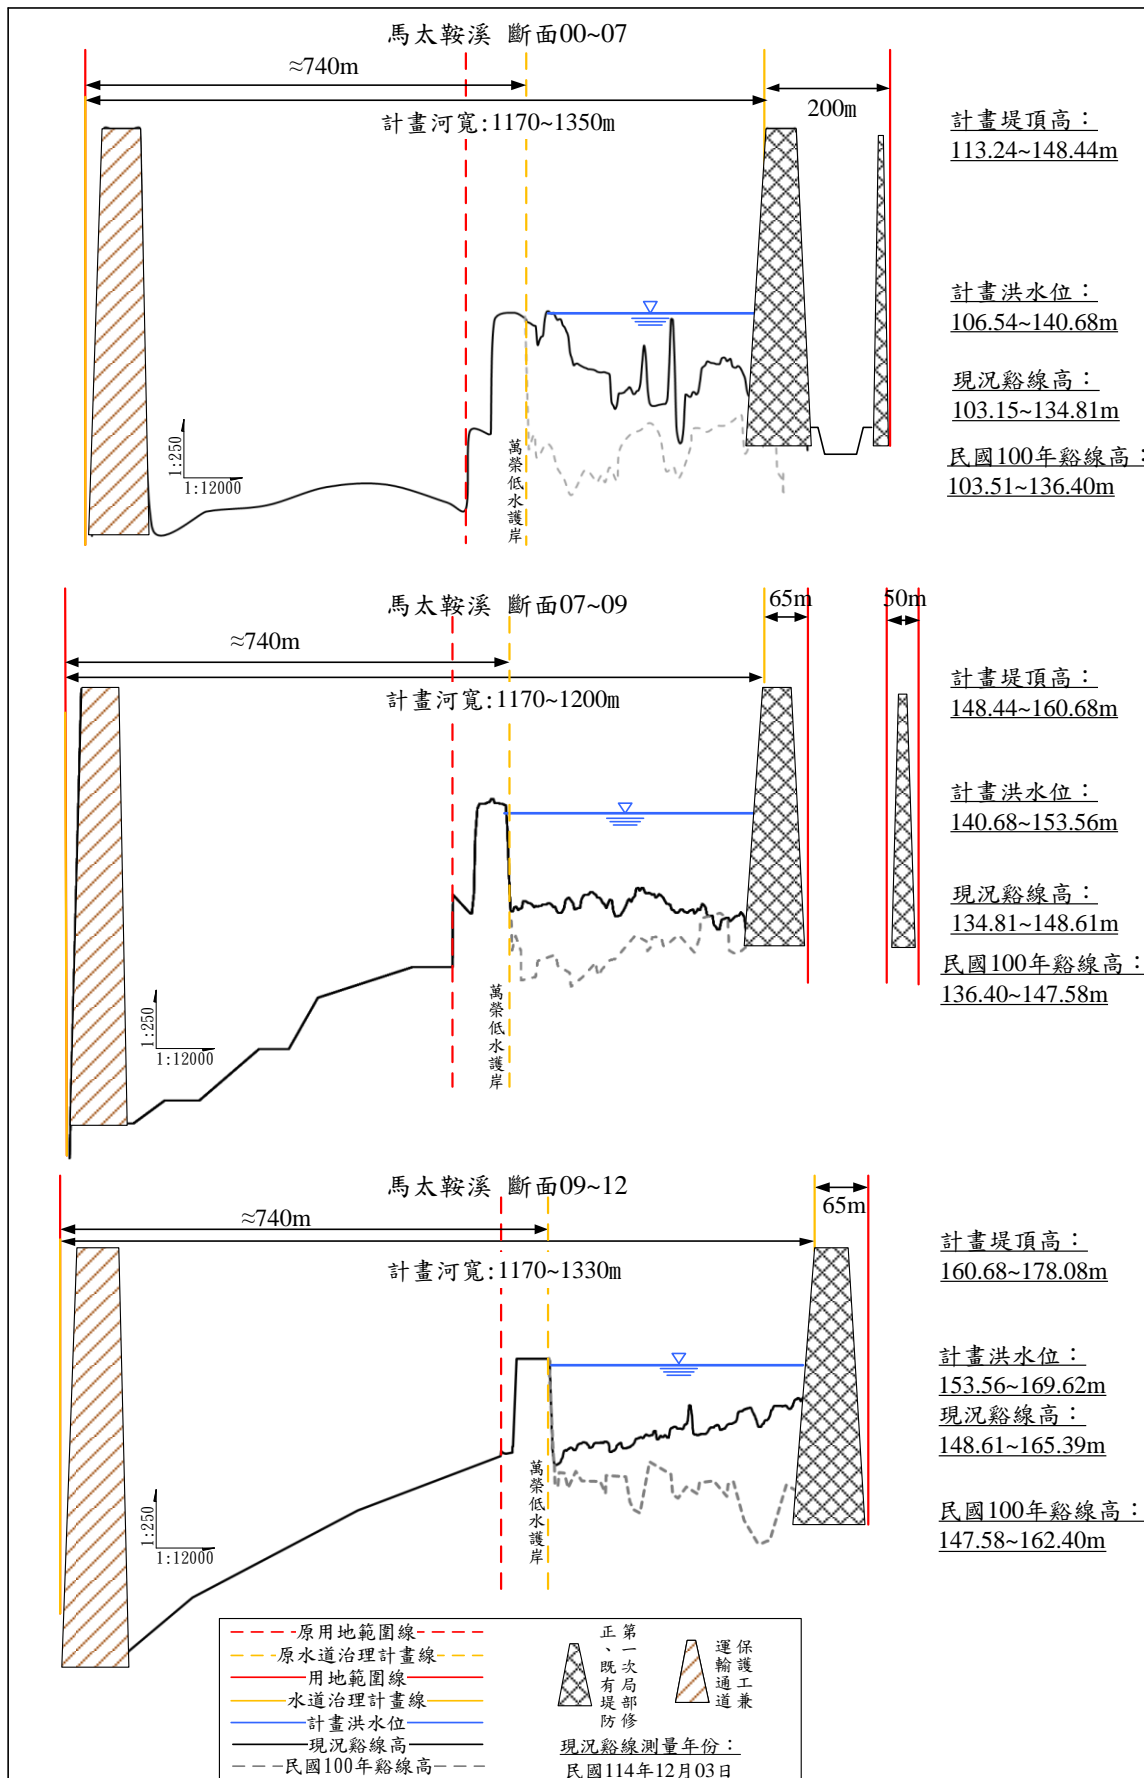 馬太鞍溪 斷面00~07
≈740m
200m
計畫河寬:1170~1350m
計畫堤頂高：
113.24~148.44m
計畫洪水位：
106.54~140.68m
現況谿線高：
103.15~134.81m
民國100年谿線高：
103.51~136.40m
1:250
1:12000
萬榮低水護岸
馬太鞍溪 斷面07~09
65m
50m
≈740m
計畫河寬:1170~1200m
計畫堤頂高：
148.44~160.68m
計畫洪水位：
140.68~153.56m
現況谿線高：
134.81~148.61m
民國100年谿線高：
136.40~147.58m
1:250
1:12000
萬榮低水護岸
馬太鞍溪 斷面09~12
65m
≈740m
計畫河寬:1170~1330m
計畫堤頂高：
160.68~178.08m
計畫洪水位：
153.56~169.62m
現況谿線高：
148.61~165.39m
民國100年谿線高：
147.58~162.40m
1:250
1:12000
萬榮低水護岸
原用地範圍線
原水道治理計畫線
用地範圍線
水道治理計畫線
計畫洪水位
現況谿線高
民國100年谿線高
第一次局部修
正、既有堤防
保護工兼
運輸通道
現況谿線測量年份：
民國114年12月03日